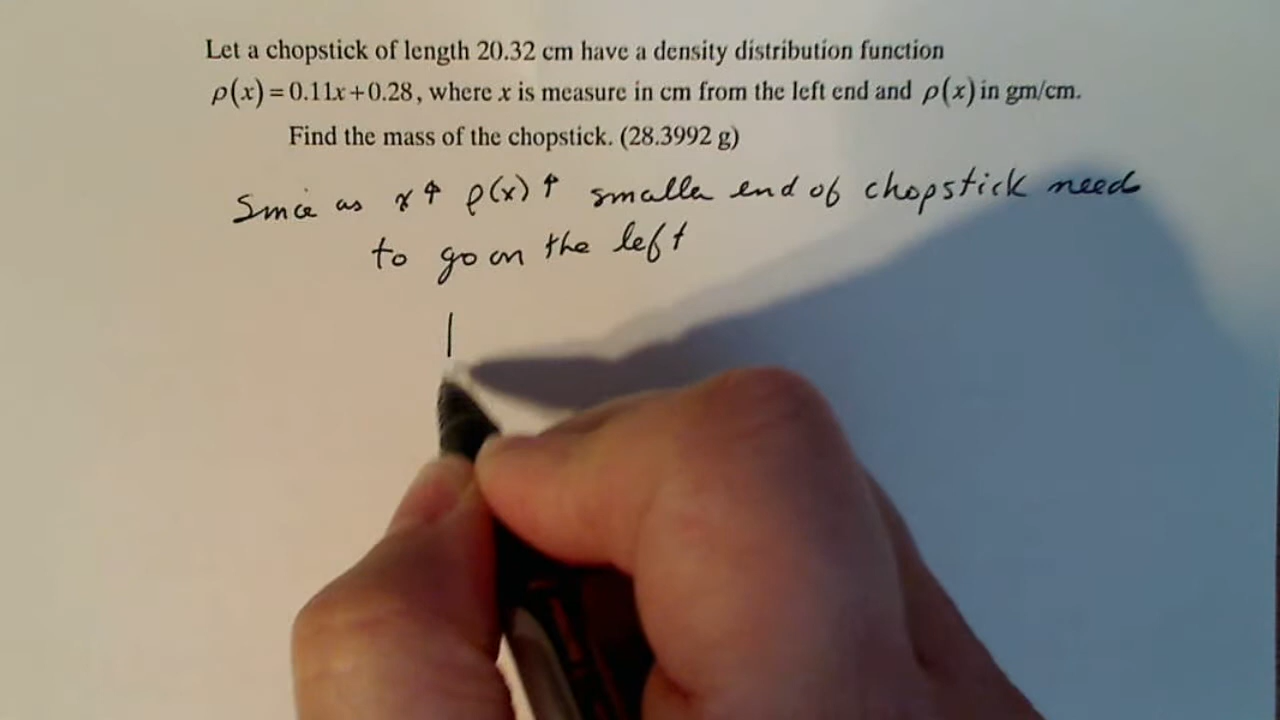 Let a chopstick of length 20.32 cm have a density distribution function
ρ(x) = 0.11x + 0.28, where x is measure in cm from the left end and ρ(x) in gm/cm.
Find the mass of the chopstick. (28.3992 g)
Since as x↑ ρ(x)↑ smaller end of chopstick need
to go on the left